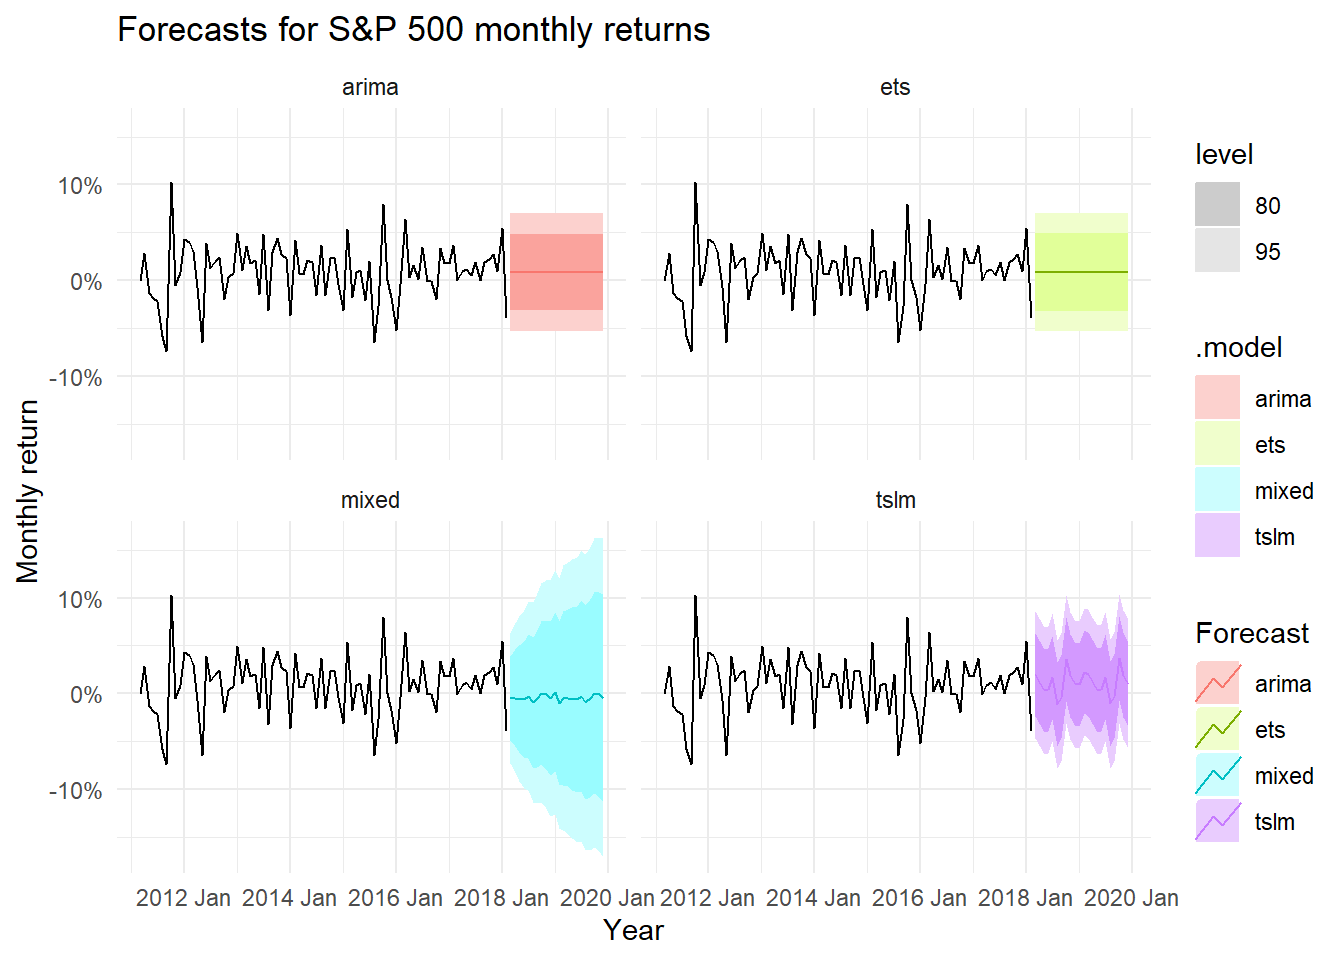 Forecasts for S&P 500 monthly returns
arima
ets
10%
0%
-10%
mixed
tslm
10%
0%
-10%
Monthly return
2012 Jan 2014 Jan 2016 Jan 2018 Jan 2020 Jan 2012 Jan 2014 Jan 2016 Jan 2018 Jan 2020 Jan
Year
level
80
95
.model
arima
ets
mixed
tslm
Forecast
arima
ets
mixed
tslm